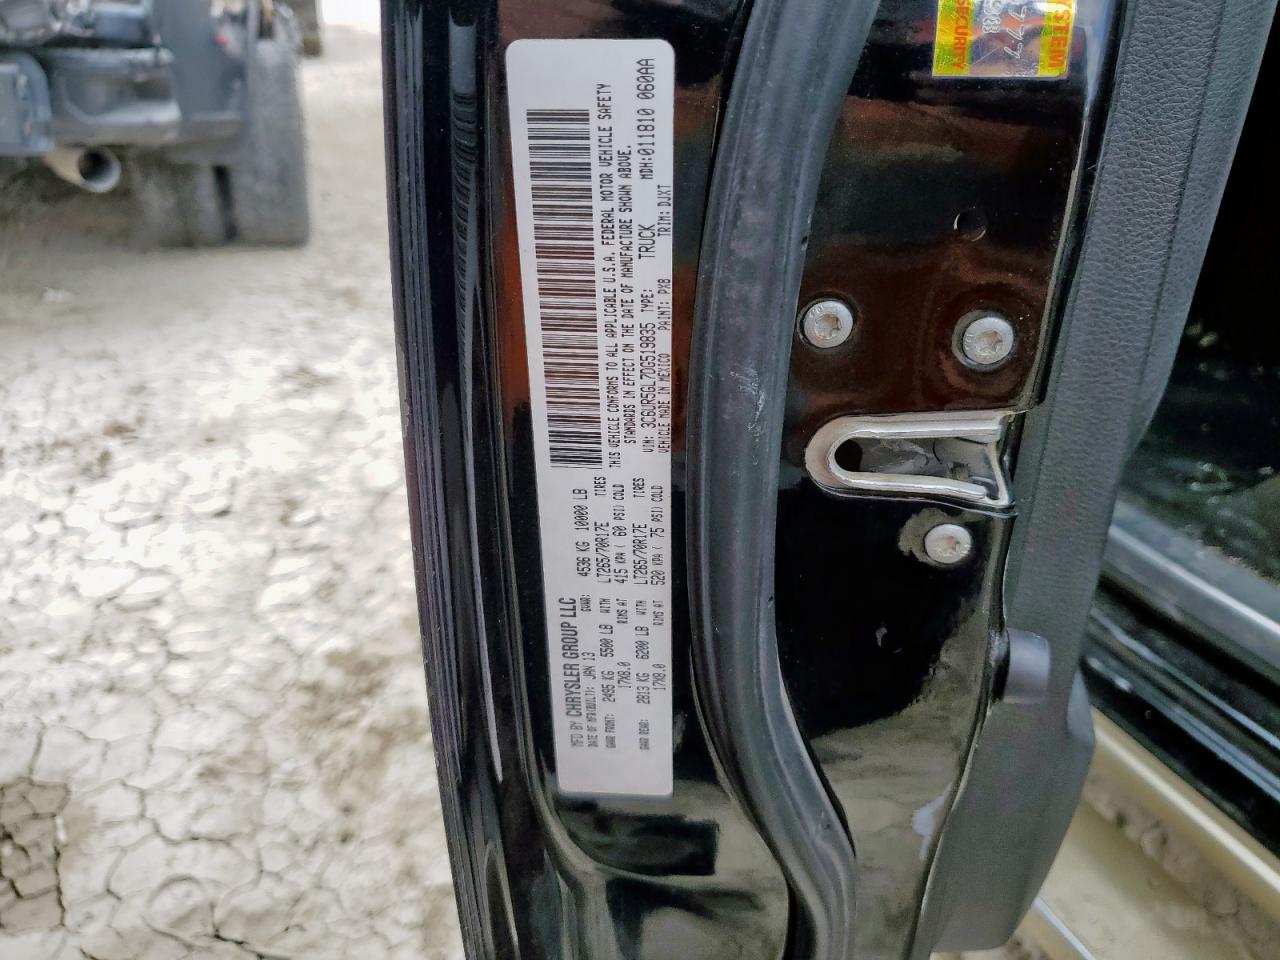 MFD BY CHRYSLER GROUP LLC
DATE OF MFR(BUILT): JAN 13 GVWR: 4536 KG 10000 LB
GAWR FRONT: 2495 KG 5500 LB WITH LT265/70R17E TIRES
17X8.0 RIMS AT 415 KPA ( 60 PSI) COLD
GAWR REAR: 2813 KG 6200 LB WITH LT265/70R17E TIRES
17X8.0 RIMS AT 520 KPA ( 75 PSI) COLD
THIS VEHICLE CONFORMS TO ALL APPLICABLE U.S.A. FEDERAL MOTOR VEHICLE SAFETY
STANDARDS IN EFFECT ON THE DATE OF MANUFACTURE SHOWN ABOVE.
VIN: 3C6UR5GL7DG519835 TYPE: TRUCK MDH:011810 060AA
VEHICLE MADE IN MEXICO PAINT: PX8 TRIM: DJXT
SECURITY
YSTEM